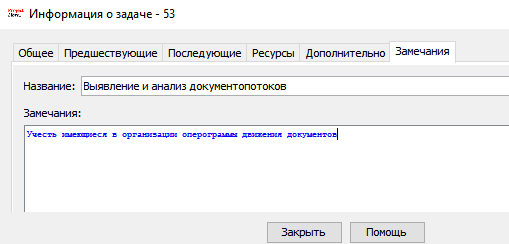 Информация о задаче - 53
Общее Предшествующие Последующие Ресурсы Дополнительно Замечания
Название: Выявление и анализ документопотоков
Замечания:
Учесть имеющиеся в организации оперограммы движения документов
Закрыть Помощь